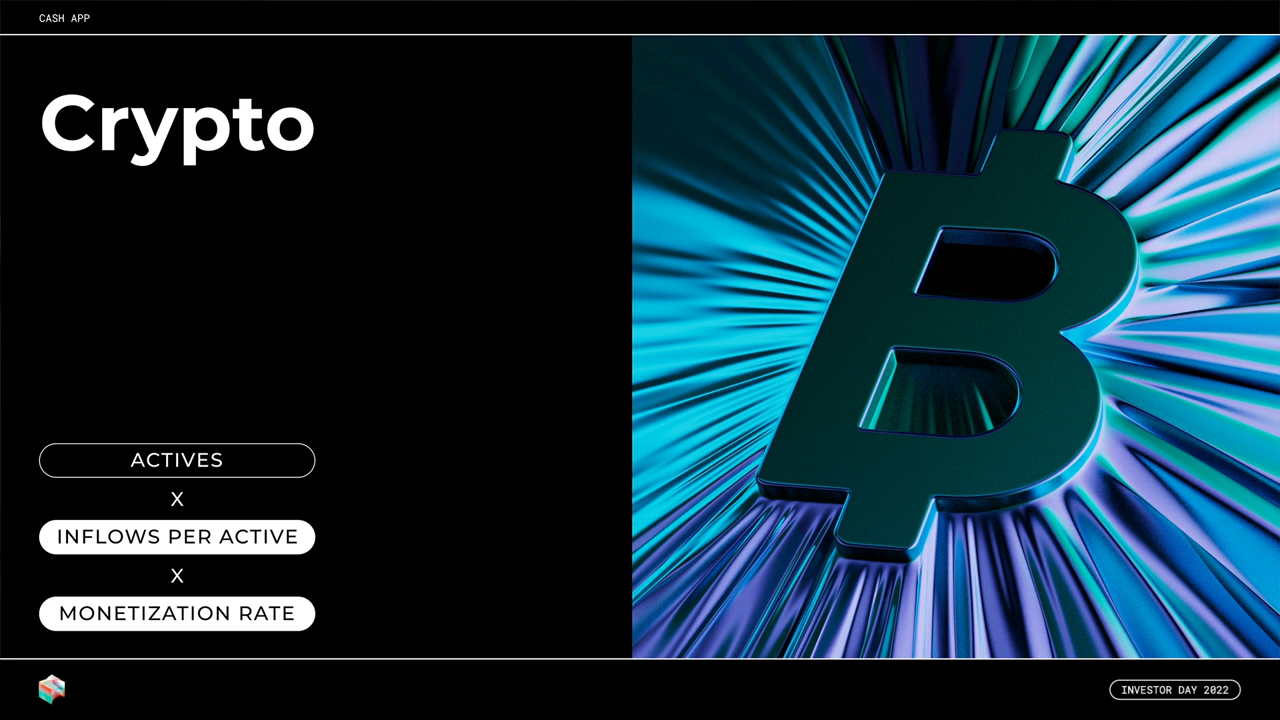 CASH APP
Crypto
ACTIVES
X
INFLOWS PER ACTIVE
X
MONETIZATION RATE
INVESTOR DAY 2022